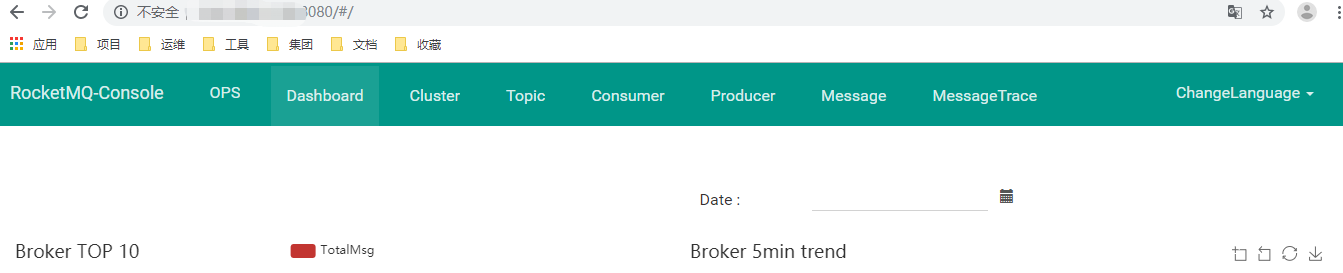 不安全 8080/#/
应用 项目 运维 工具 集团 文档 收藏
RocketMQ-Console OPS Dashboard Cluster Topic Consumer Producer Message MessageTrace ChangeLanguage
Date :
Broker TOP 10 TotalMsg Broker 5min trend